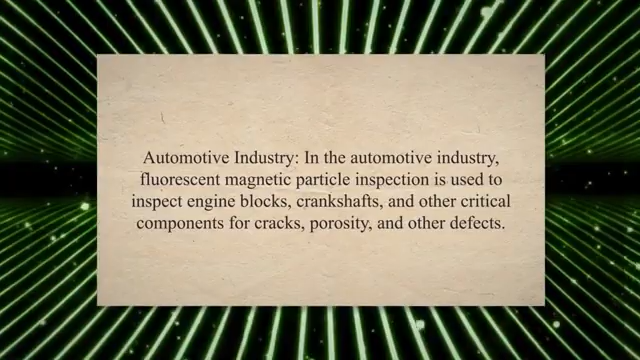 Automotive Industry: In the automotive industry,
fluorescent magnetic particle inspection is used to
inspect engine blocks, crankshafts, and other critical
components for cracks, porosity, and other defects.